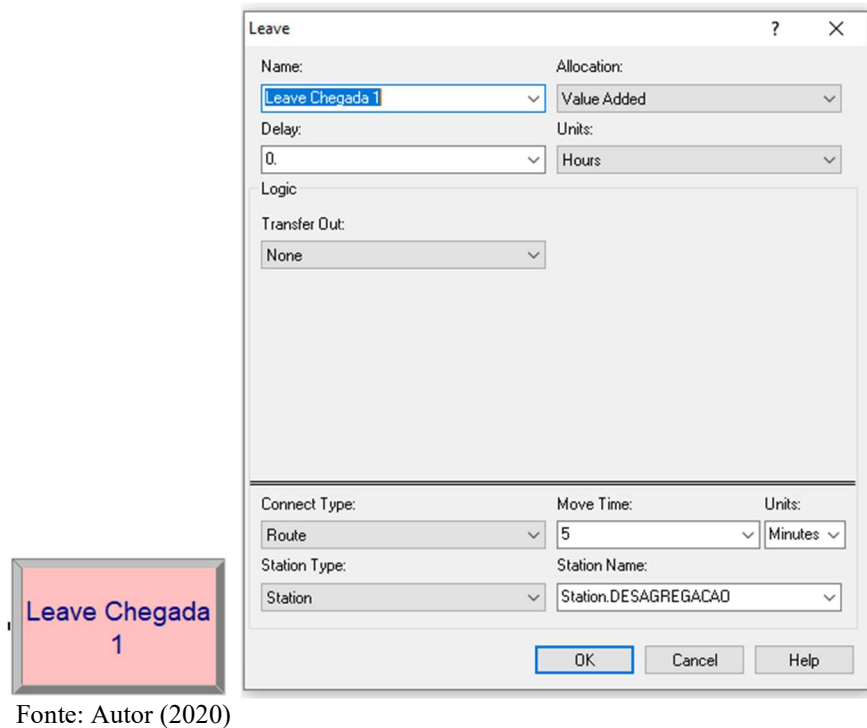 Leave ? ×
Name: Allocation:
Leave Chegada 1 Value Added
Delay: Units:
0. Hours
Logic
Transfer Out:
None
Connect Type: Move Time: Units:
Route 5 Minutes
Station Type: Station Name:
Station Station.DESAGREGACAO
OK Cancel Help
Leave Chegada
1
Fonte: Autor (2020)